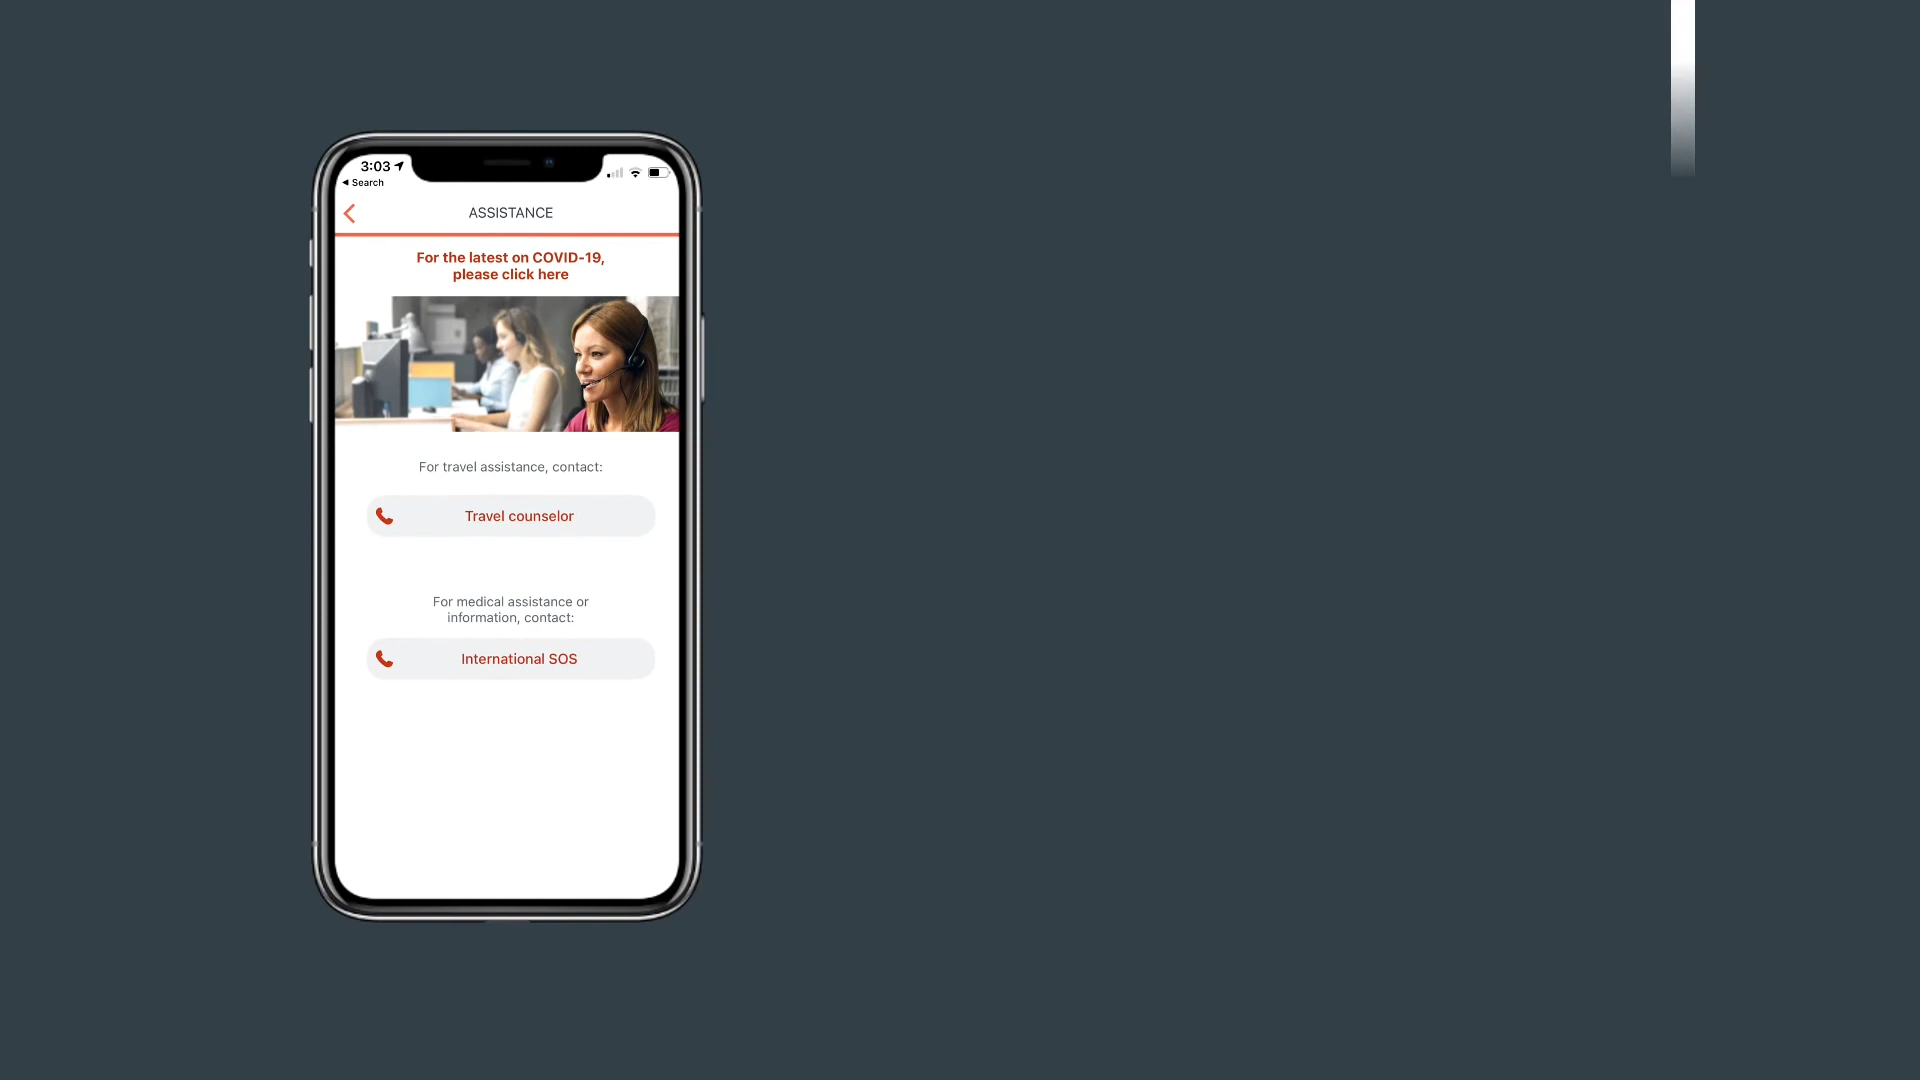 3:03
Search
ASSISTANCE
For the latest on COVID-19,
please click here
For travel assistance, contact:
Travel counselor
For medical assistance or
information, contact:
International SOS